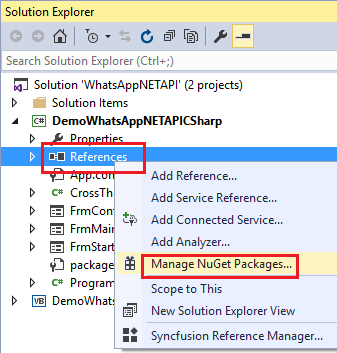 Solution Explorer
Search Solution Explorer (Ctrl+;)
Solution 'WhatsAppNETAPI' (2 projects)
Solution Items
DemoWhatsAppNETAPICSharp
Properties
References
App.con
CrossTh
FrmCon
FrmMai
FrmStart
package
Program
DemoWhats
Add Reference...
Add Service Reference...
Add Connected Service...
Add Analyzer...
Manage NuGet Packages...
Scope to This
New Solution Explorer View
Syncfusion Reference Manager...